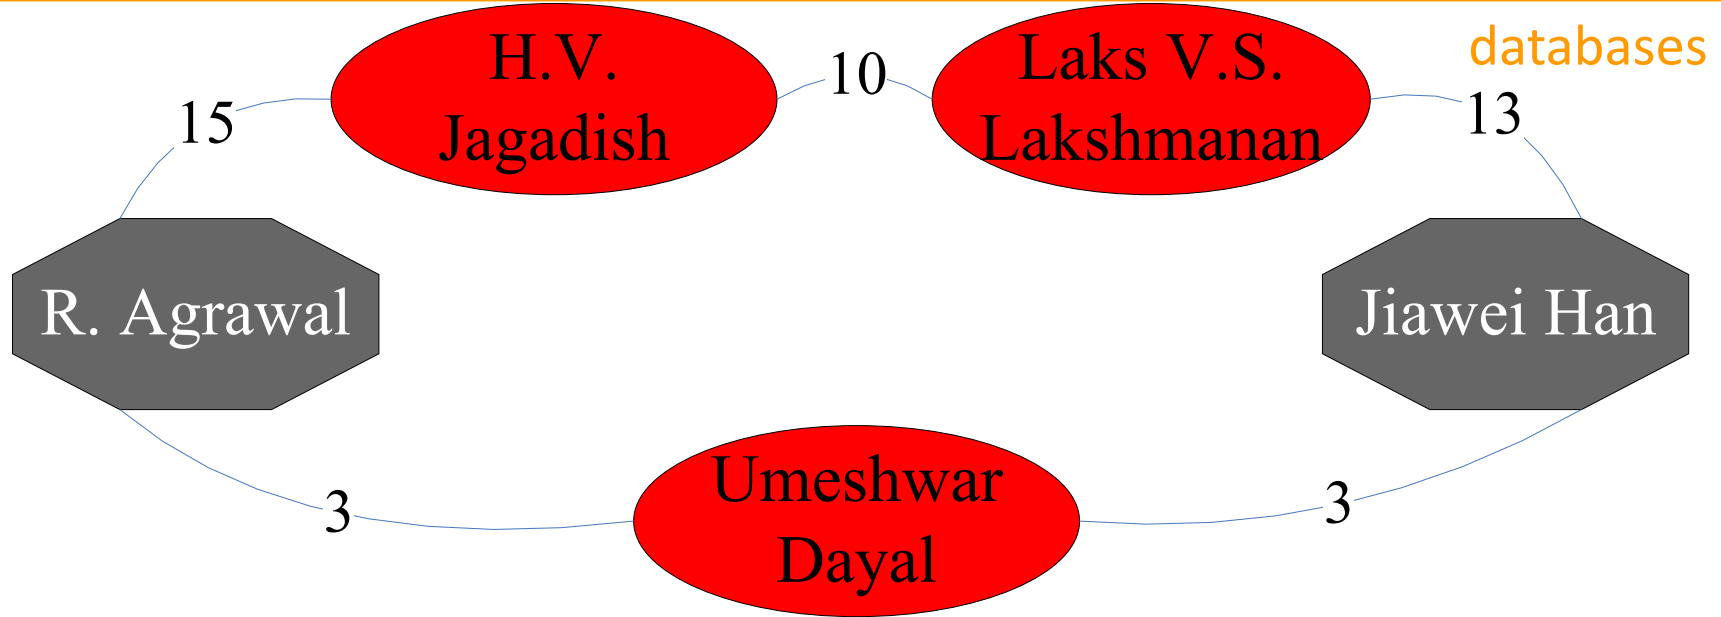 databases
H.V.
Jagadish
10
Laks V.S.
Lakshmanan
15
13
R. Agrawal
Jiawei Han
3
Umeshwar
Dayal
3